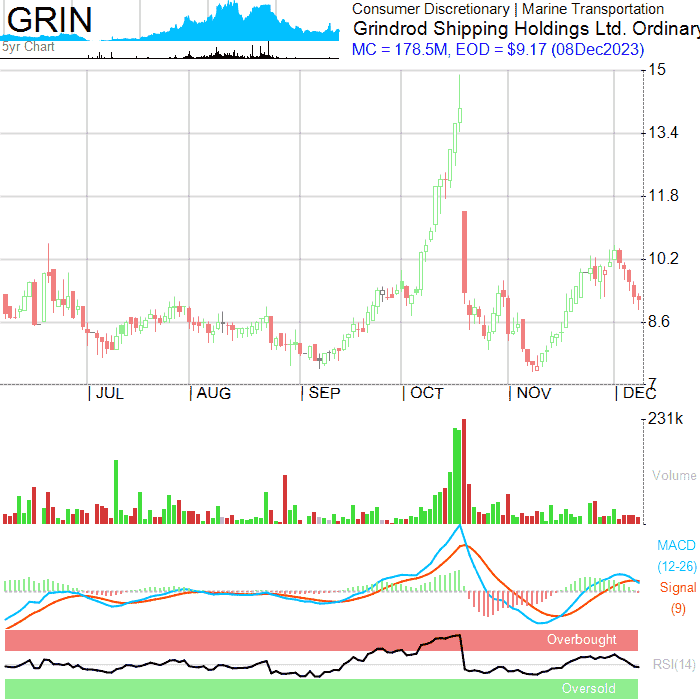 GRIN
5yr Chart
Consumer Discretionary | Marine Transportation
Grindrod Shipping Holdings Ltd. Ordinary
MC = 178.5M, EOD = $9.17 (08Dec2023)
15
13.4
11.8
10.2
8.6
7
| JUL | AUG | SEP | OCT | NOV | DEC
231k
Volume
MACD
(12-26)
Signal
(9)
Overbought
RSI(14)
Oversold